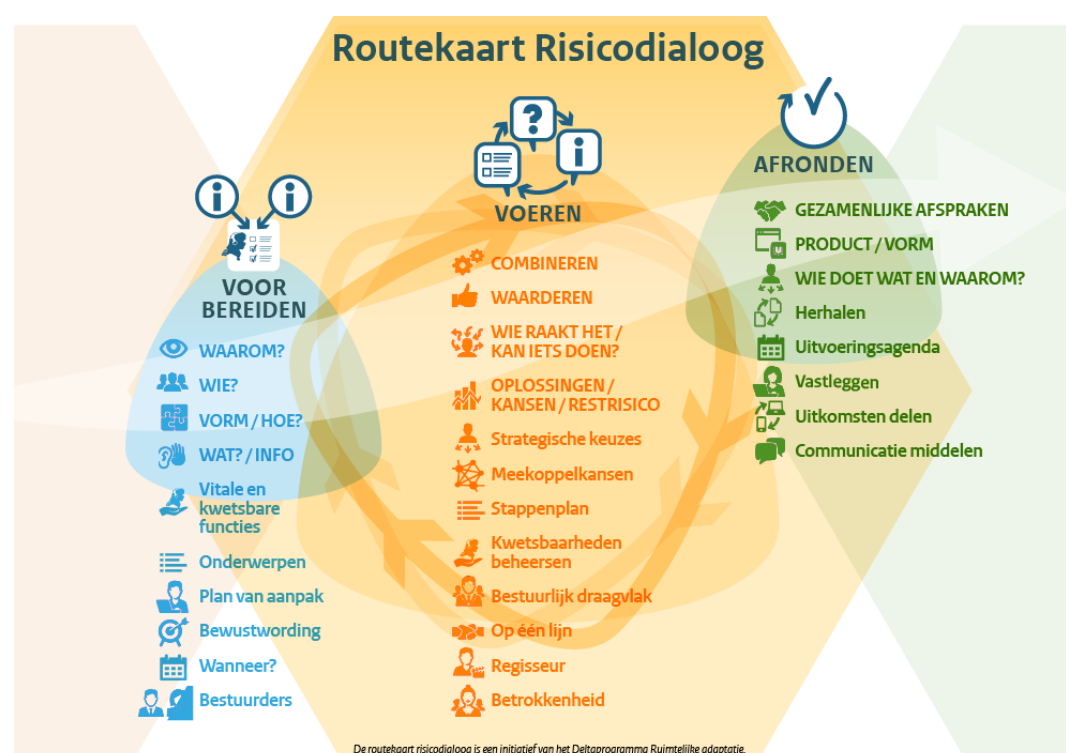 Routekaart Risicodialoog
VOOR
BEREIDEN
WAAROM?
WIE?
VORM / HOE?
WAT? / INFO
Vitale en
kwetsbare
functies
Onderwerpen
Plan van aanpak
Bewustwording
Wanneer?
Bestuurders
VOEREN
COMBINEREN
WAARDEREN
WIE RAAKT HET /
KAN IETS DOEN?
OPLOSSINGEN /
KANSEN / RESTRISICO
Strategische keuzes
Meekoppelkansen
Stappenplan
Kwetsbaarheden
beheersen
Bestuurlijk draagvlak
Op één lijn
Regisseur
Betrokkenheid
AFRONDEN
GEZAMENLIJKE AFSPRAKEN
PRODUCT / VORM
WIE DOET WAT EN WAAROM?
Herhalen
Uitvoeringsagenda
Vastleggen
Uitkomsten delen
Communicatie middelen
De routekaart risicodialoog is een initiatief van het Deltaprogramma Ruimtelijke adaptatie.